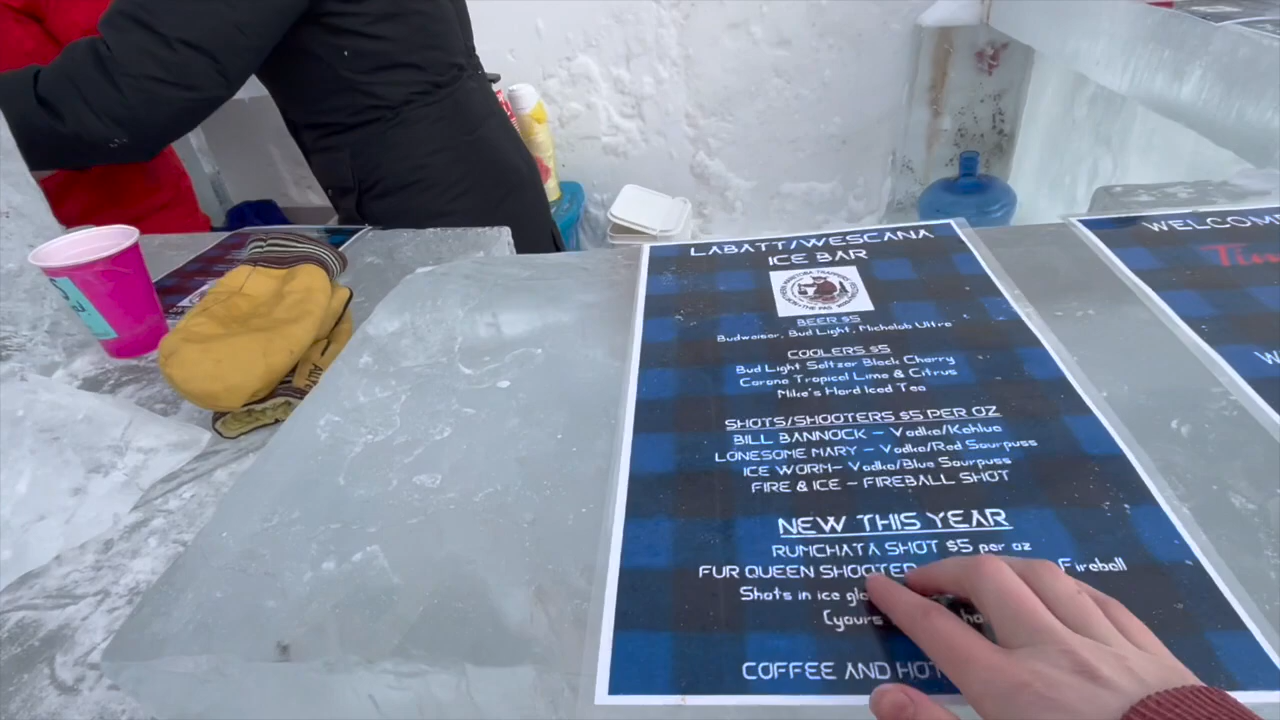 LABATT/WESCANA
ICE BAR
BEER $5
Budweiser, Bud Light, Michelob Ultra
COOLERS $5
Bud Light Seltzer Black Cherry
Corona Tropical Lime & Citrus
Mike's Hard Iced Tea
SHOTS/SHOOTERS $5 PER OZ
BILL BANNOCK - Vodka/Kahlua
LONESOME MARY - Vodka/Red Sourpuss
ICE WORM- Vodka/Blue Sourpuss
FIRE & ICE - FIREBALL SHOT
NEW THIS YEAR
RUMCHATA SHOT $5 per oz
FUR QUEEN SHOOTER Fireball
Shots in ice
(yours
COFFEE AND
WELCOME